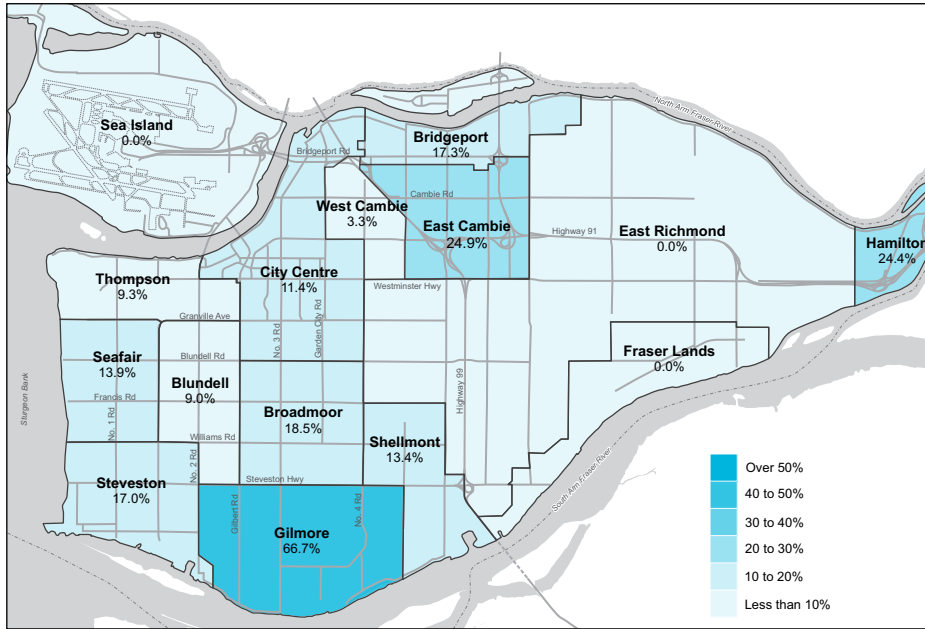 North Arm Fraser River
Sea Island
0.0%
Bridgeport
17.3%
Bridgeport Rd
Cambie Rd
West Cambie
3.3%
East Cambie
24.9%
Highway 91
East Richmond
0.0%
Hamilton
24.4%
Thompson
9.3%
City Centre
11.4%
Westminster Hwy
Granville Ave
No. 3 Rd
Garden City Rd
Seafair
13.9%
Blundell Rd
Blundell
9.0%
Fraser Lands
0.0%
Sturgeon Bank
Francis Rd
No. 1 Rd
Highway 99
Broadmoor
18.5%
Williams Rd
Shellmont
13.4%
No. 2 Rd
Steveston
17.0%
Steveston Hwy
South Arm Fraser River
Gilbert Rd
No. 4 Rd
Gilmore
66.7%
Over 50%
40 to 50%
30 to 40%
20 to 30%
10 to 20%
Less than 10%